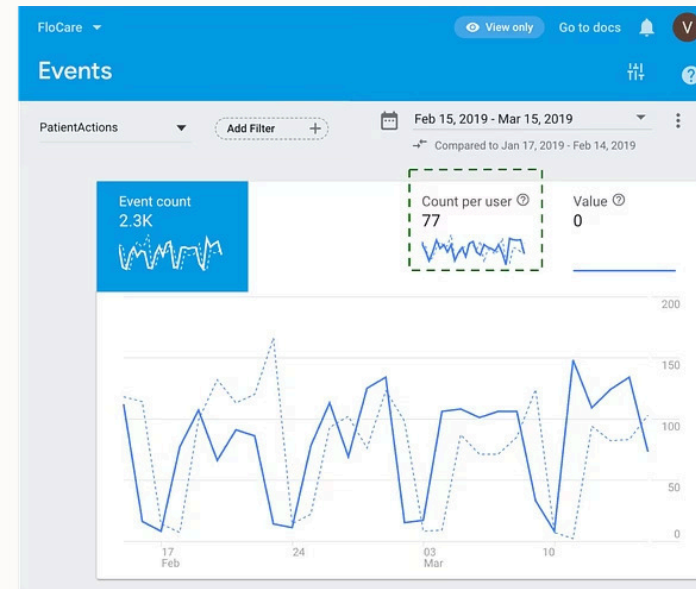 FloCare
View only
Go to docs
V
Events
?
PatientActions
Add Filter +
Feb 15, 2019 - Mar 15, 2019
Compared to Jan 17, 2019 - Feb 14, 2019
Event count
2.3K
Count per user ?
77
Value ?
0
200
150
100
50
0
17
Feb
24
03
Mar
10